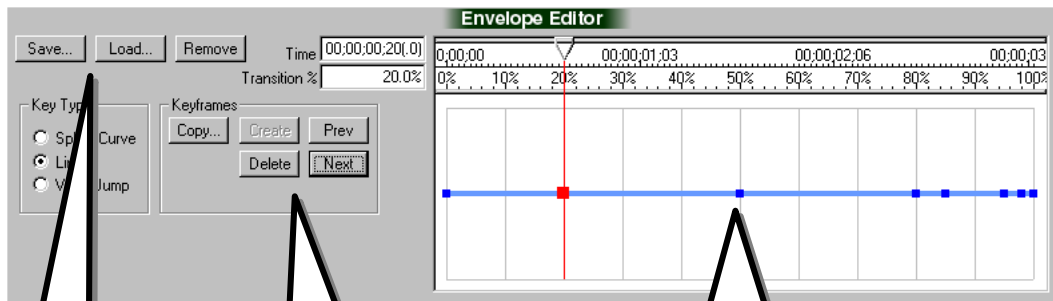 Envelope Editor
Save... Load... Remove Time 00;00;00;20(.0)
Transition % 20.0%
0;00;00 00;00;01;03 00;00;02;06 00;00;03
0% 10% 20% 30% 40% 50% 60% 70% 80% 90% 100%
Key Typ Keyframes
Copy... Create Prev
Curve
Delete Next
Jump